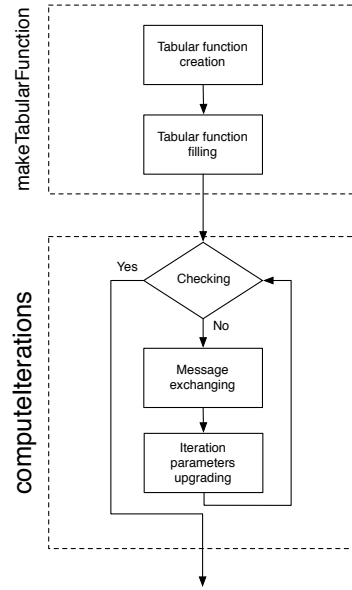 makeTabularFunction
Tabular function
creation
Tabular function
filling
computeIterations
Yes
Checking
No
Message
exchanging
Iteration
parameters
upgrading